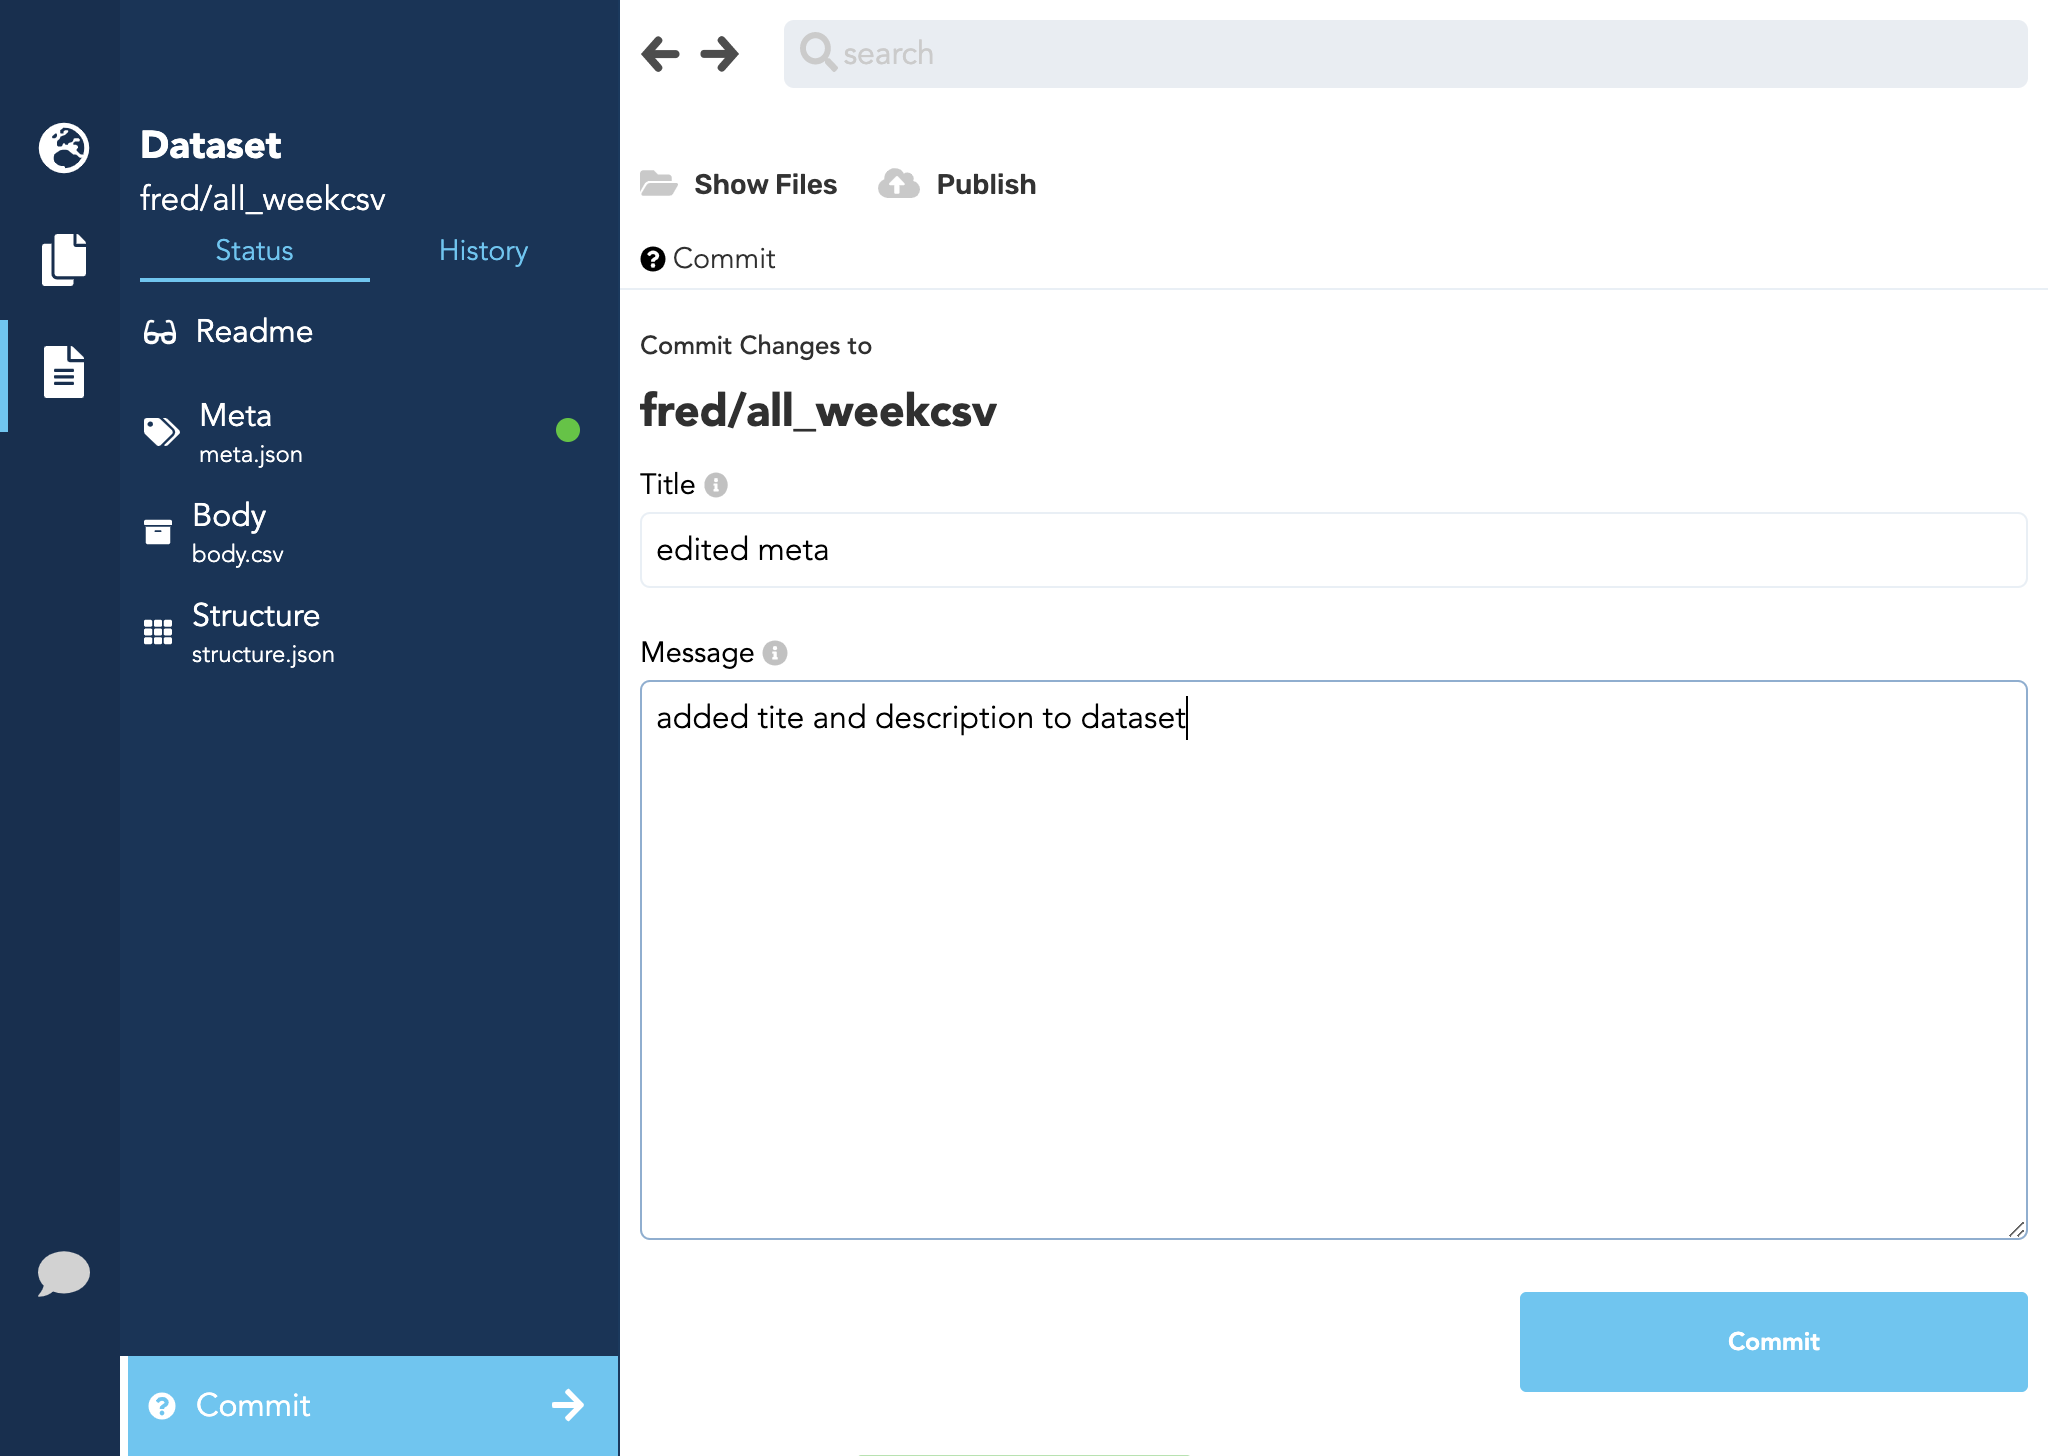 Dataset
fred/all_weekcsv
Status
History
Readme
Meta
meta.json
Body
body.csv
Structure
structure.json
Commit
search
Show Files
Publish
Commit
Commit Changes to
fred/all_weekcsv
Title
edited meta
Message
added tite and description to dataset
Commit